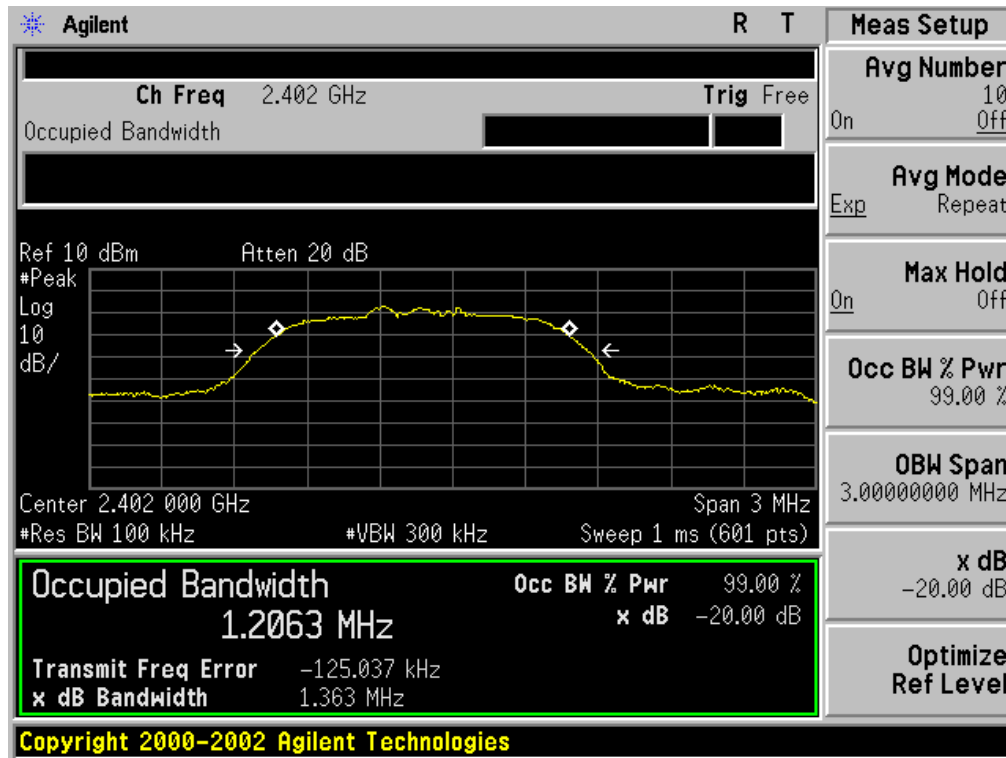 Agilent R T
Ch Freq 2.402 GHz Trig Free
Occupied Bandwidth
Ref 10 dBm Atten 20 dB
#Peak
Log
10
dB/
Center 2.402 000 GHz Span 3 MHz
#Res BW 100 kHz #VBW 300 kHz Sweep 1 ms (601 pts)
Occupied Bandwidth Occ BW % Pwr 99.00 %
1.2063 MHz x dB -20.00 dB
Transmit Freq Error -125.037 kHz
x dB Bandwidth 1.363 MHz
Copyright 2000-2002 Agilent Technologies
Meas Setup
Avg Number
10
On Off
Avg Mode
Exp Repeat
Max Hold
On Off
Occ BW % Pwr
99.00 %
OBW Span
3.00000000 MHz
x dB
-20.00 dB
Optimize
Ref Level